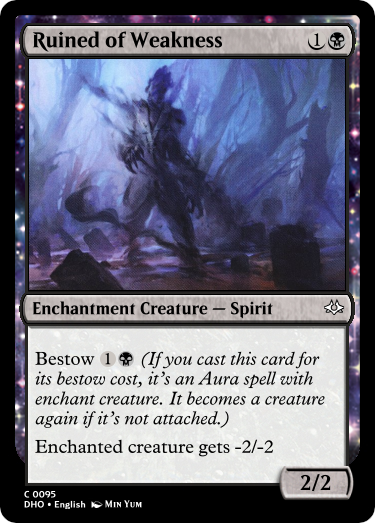 Ruined of Weakness 1
Enchantment Creature — Spirit
Bestow 1 (If you cast this card for
its bestow cost, it's an Aura spell with
enchant creature. It becomes a creature
again if it's not attached.)
Enchanted creature gets -2/-2
2/2
C 0095
DHO • English Min Yum